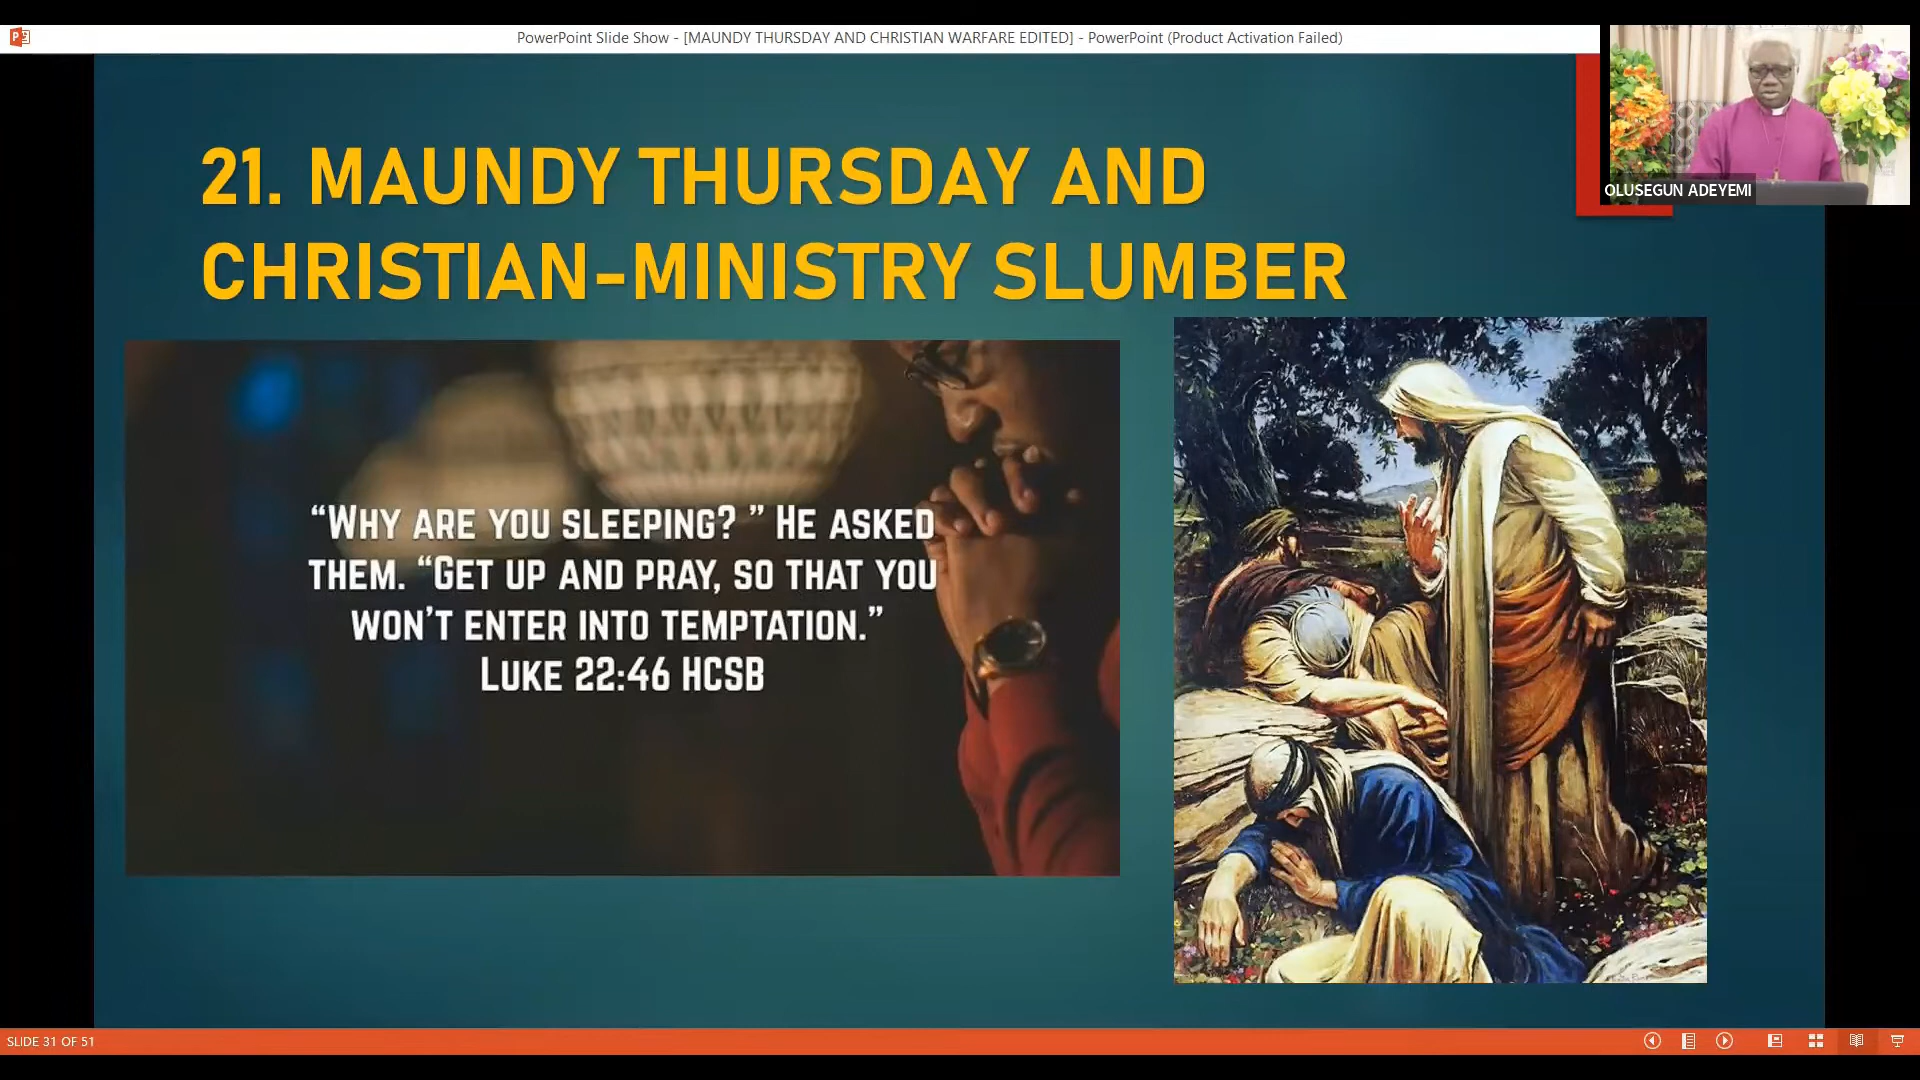 PowerPoint Slide Show - [MAUNDY THURSDAY AND CHRISTIAN WARFARE EDITED] - PowerPoint (Product Activation Failed)
OLUSEGUN ADEYEMI
21. MAUNDY THURSDAY AND
CHRISTIAN-MINISTRY SLUMBER
“WHY ARE YOU SLEEPING? ” HE ASKED
THEM. “GET UP AND PRAY, SO THAT YOU
WON’T ENTER INTO TEMPTATION.”
LUKE 22:46 HCSB
SLIDE 31 OF 51